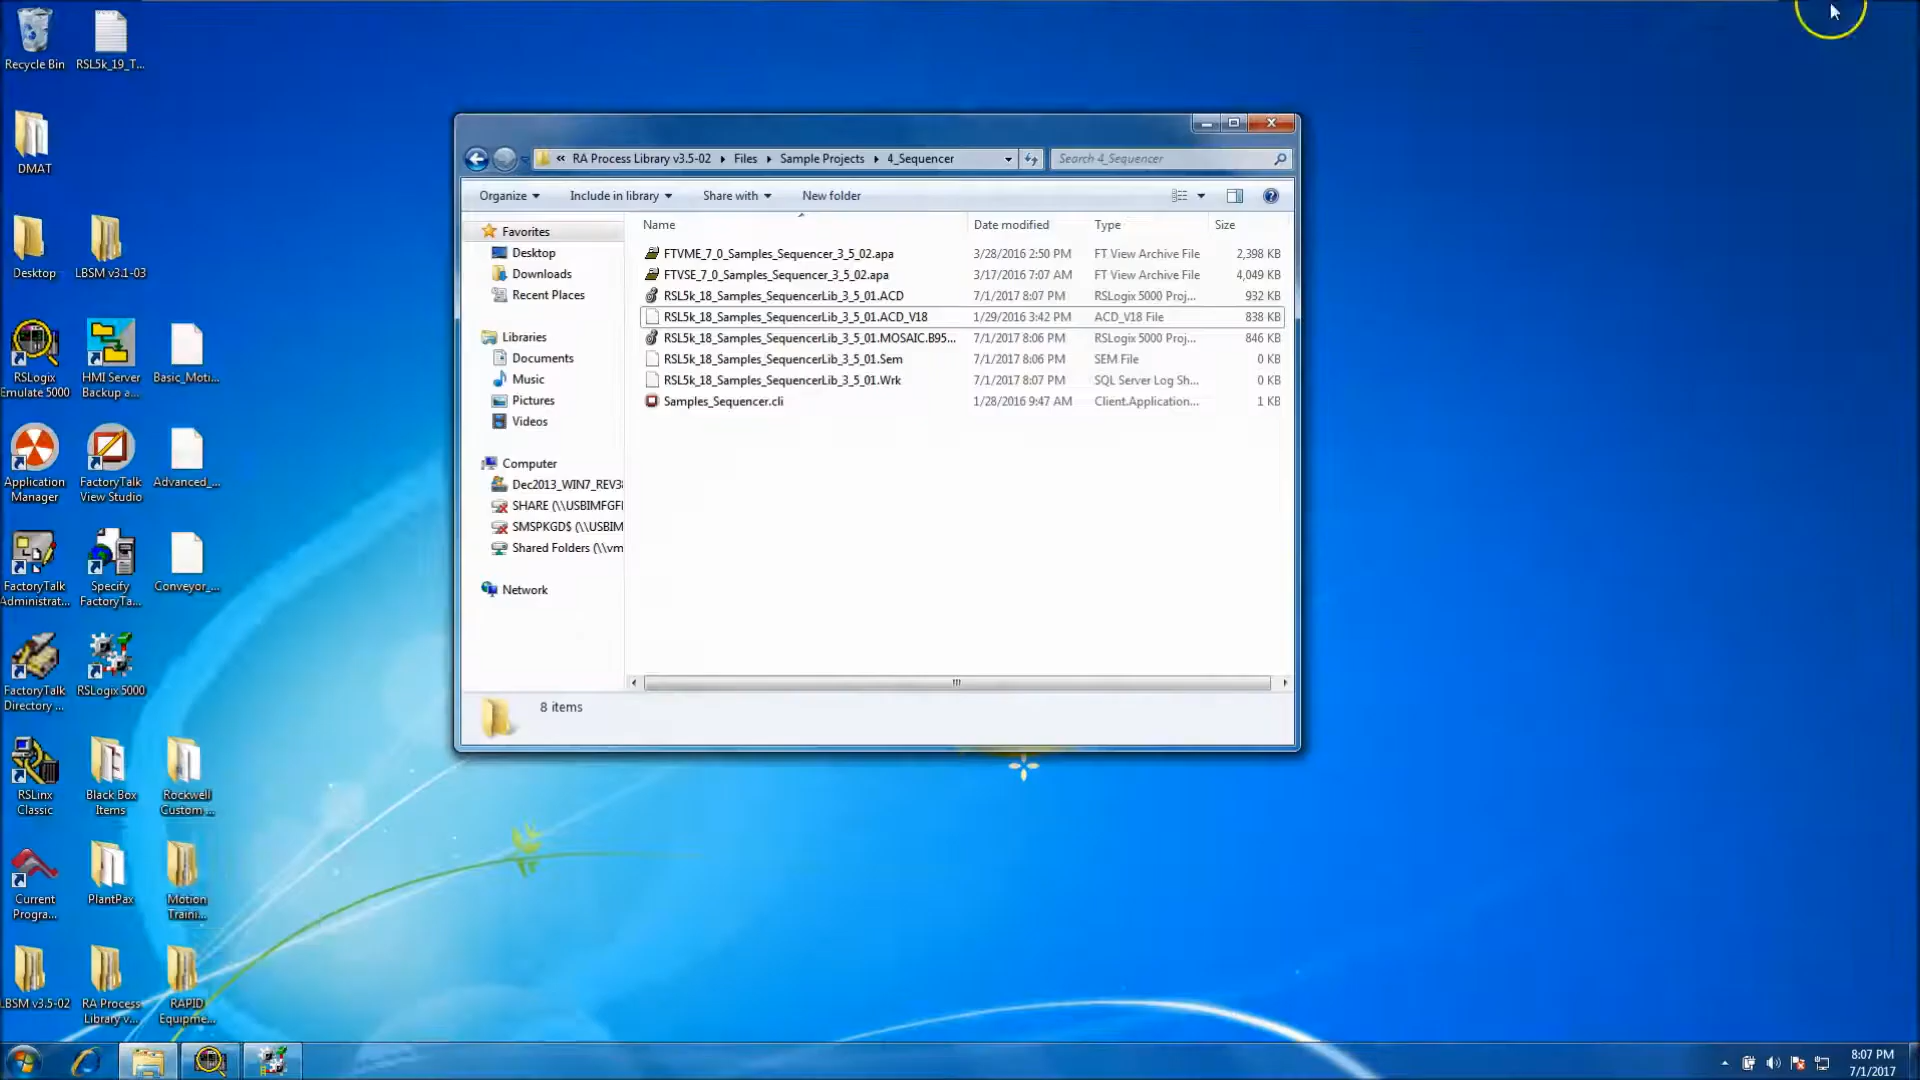 Recycle Bin
RSL5k_19_T...
DMAT
Desktop
LBSM v3.1-03
RSLogix
Emulate 5000
HMI Server
Backup a...
Basic_Moti...
Application
Manager
FactoryTalk
View Studio
Advanced_...
FactoryTalk
Administrat...
Specify
FactoryTa...
Conveyor_...
FactoryTalk
Directory ...
RSLogix 5000
RSLinx
Classic
Black Box
Items
Rockwell
Custom ...
Current
Progra...
PlantPax
Motion
Traini...
LBSM v3.5-02
RA Process
Library v...
RAPID
Equipme...
« RA Process Library v3.5-02 Files Sample Projects 4_Sequencer
Search 4_Sequencer
Organize Include in library Share with New folder
Favorites
Desktop
Downloads
Recent Places
Libraries
Documents
Music
Pictures
Videos
Computer
Dec2013_WIN7_REV3
SHARE (\\USBIMFGF
SMSPKGD$ (\\USBIM
Shared Folders (\\vm
Network
Name Date modified Type Size
FTVME_7_0_Samples_Sequencer_3_5_02.apa 3/28/2016 2:50 PM FT View Archive File 2,398 KB
FTVSE_7_0_Samples_Sequencer_3_5_02.apa 3/17/2016 7:07 AM FT View Archive File 4,049 KB
RSL5k_18_Samples_SequencerLib_3_5_01.ACD 7/1/2017 8:07 PM RSLogix 5000 Proj... 932 KB
RSL5k_18_Samples_SequencerLib_3_5_01.ACD_V18 1/29/2016 3:42 PM ACD_V18 File 838 KB
RSL5k_18_Samples_SequencerLib_3_5_01.MOSAIC.B95... 7/1/2017 8:06 PM RSLogix 5000 Proj... 846 KB
RSL5k_18_Samples_SequencerLib_3_5_01.Sem 7/1/2017 8:06 PM SEM File 0 KB
RSL5k_18_Samples_SequencerLib_3_5_01.Wrk 7/1/2017 8:07 PM SQL Server Log Sh... 0 KB
Samples_Sequencer.cli 1/28/2016 9:47 AM Client.Application... 1 KB
8 items
8:07 PM
7/1/2017